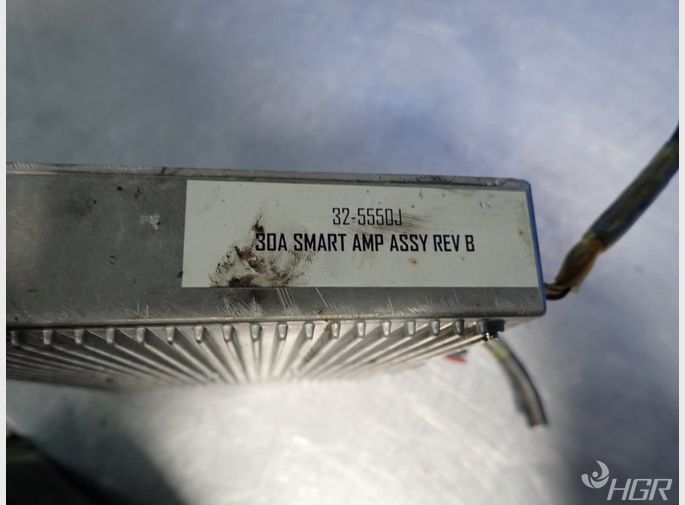 32-5550J
30A SMART AMP ASSY REV B
HGR